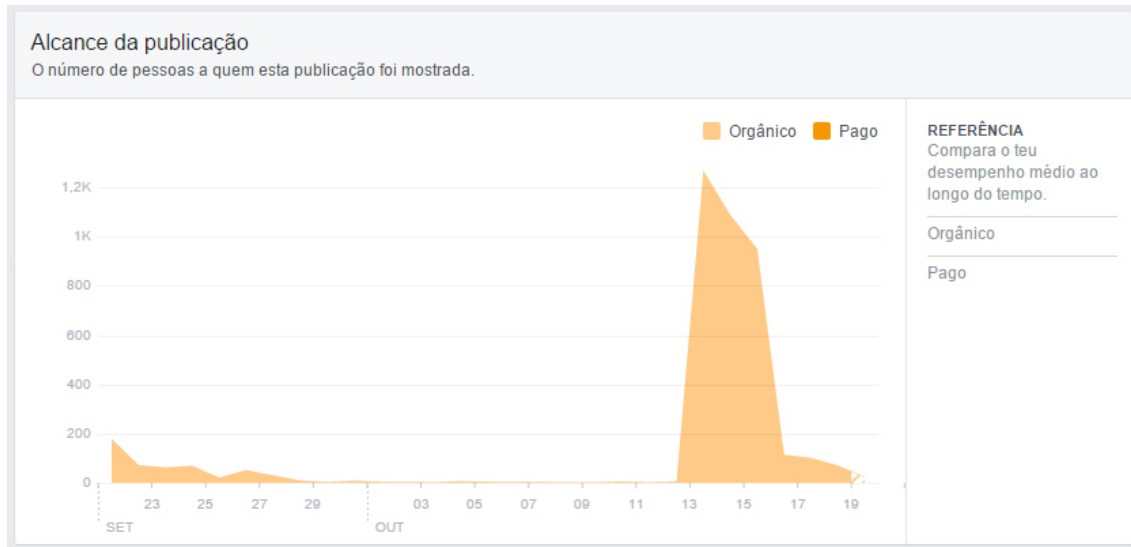 Alcance da publicação
O número de pessoas a quem esta publicação foi mostrada.
Orgânico Pago
1,2K
1K
800
600
400
200
0
23 25 27 29 03 05 07 09 11 13 15 17 19
SET OUT
REFERÊNCIA
Compara o teu
desempenho médio ao
longo do tempo.
Orgânico
Pago